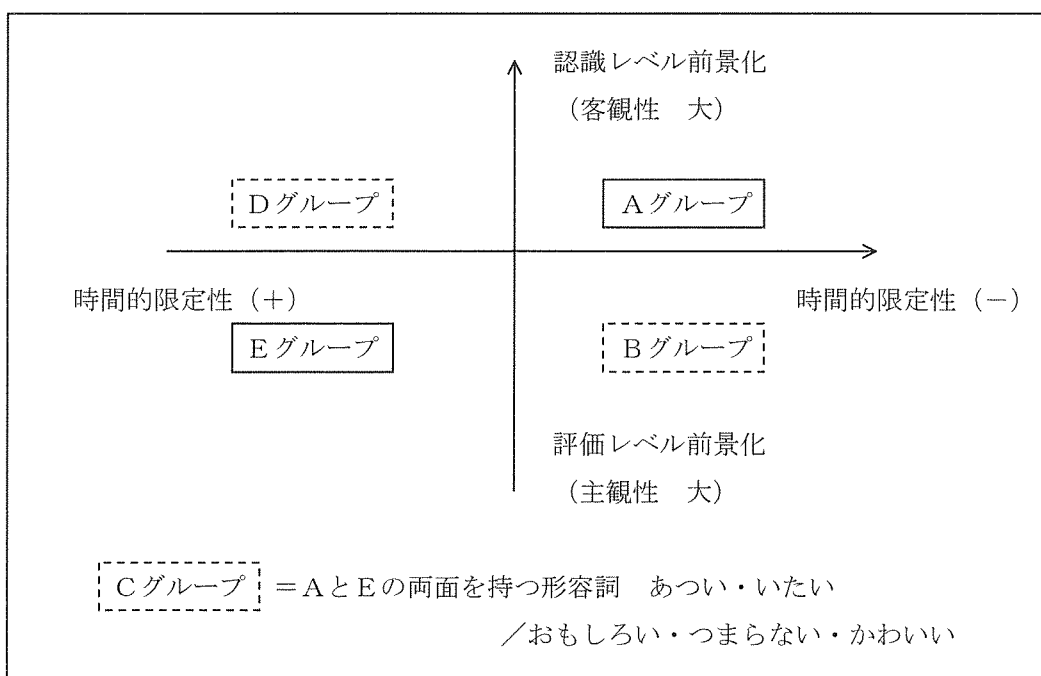 認識レベル前景化
（客観性　大）
Dグループ
Aグループ
時間的限定性（＋）
時間的限定性（－）
Eグループ
Bグループ
評価レベル前景化
（主観性　大）
Cグループ ＝AとEの両面を持つ形容詞　あつい・いたい
／おもしろい・つまらない・かわいい